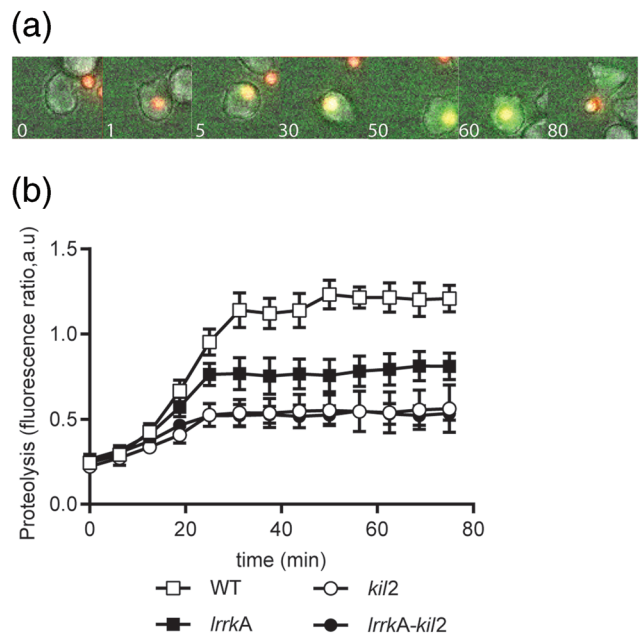 (a)
0 1 5 30 50 60 80
(b)
Proteolysis (fluorescence ratio,a.u)
1.5
1.0
0.5
0.0
0 20 40 60 80
time (min)
WT kil2
lrrkA lrrkA-kil2